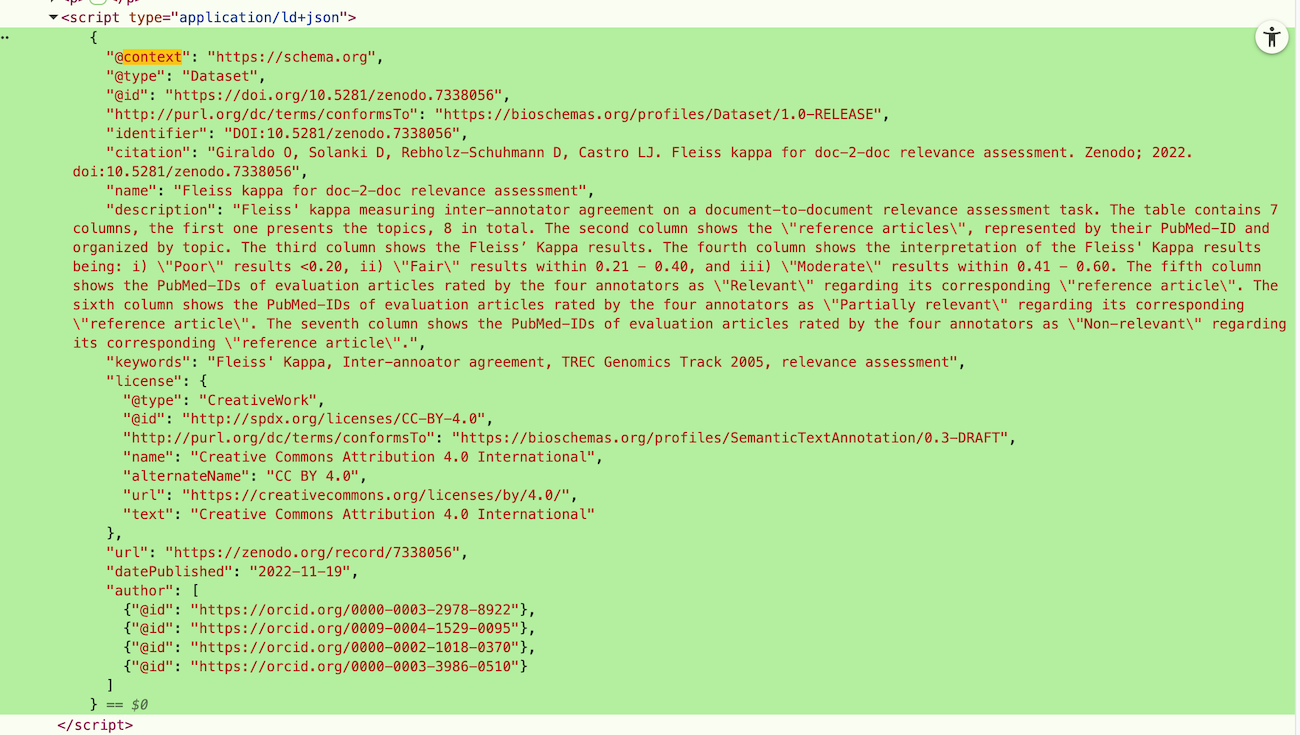 <script type="application/ld+json">
{
"@context": "https://schema.org",
"@type": "Dataset",
"@id": "https://doi.org/10.5281/zenodo.7338056",
"http://purl.org/dc/terms/conformsTo": "https://bioschemas.org/profiles/Dataset/1.0-RELEASE",
"identifier": "DOI:10.5281/zenodo.7338056",
"citation": "Giraldo O, Solanki D, Rebholz-Schuhmann D, Castro LJ. Fleiss kappa for doc-2-doc relevance assessment. Zenodo; 2022.
doi:10.5281/zenodo.7338056",
"name": "Fleiss kappa for doc-2-doc relevance assessment",
"description": "Fleiss' kappa measuring inter-annotator agreement on a document-to-document relevance assessment task. The table contains 7
columns, the first one presents the topics, 8 in total. The second column shows the \"reference articles\", represented by their PubMed-ID and
organized by topic. The third column shows the Fleiss’ Kappa results. The fourth column shows the interpretation of the Fleiss' Kappa results
being: i) \"Poor\" results <0.20, ii) \"Fair\" results within 0.21 - 0.40, and iii) \"Moderate\" results within 0.41 - 0.60. The fifth column
shows the PubMed-IDs of evaluation articles rated by the four annotators as \"Relevant\" regarding its corresponding \"reference article\". The
sixth column shows the PubMed-IDs of evaluation articles rated by the four annotators as \"Partially relevant\" regarding its corresponding
\"reference article\". The seventh column shows the PubMed-IDs of evaluation articles rated by the four annotators as \"Non-relevant\" regarding
its corresponding \"reference article\".",
"keywords": "Fleiss' Kappa, Inter-annoator agreement, TREC Genomics Track 2005, relevance assessment",
"license": {
"@type": "CreativeWork",
"@id": "http://spdx.org/licenses/CC-BY-4.0",
"http://purl.org/dc/terms/conformsTo": "https://bioschemas.org/profiles/SemanticTextAnnotation/0.3-DRAFT",
"name": "Creative Commons Attribution 4.0 International",
"alternateName": "CC BY 4.0",
"url": "https://creativecommons.org/licenses/by/4.0/",
"text": "Creative Commons Attribution 4.0 International"
},
"url": "https://zenodo.org/record/7338056",
"datePublished": "2022-11-19",
"author": [
{"@id": "https://orcid.org/0000-0003-2978-8922"},
{"@id": "https://orcid.org/0009-0004-1529-0095"},
{"@id": "https://orcid.org/0000-0002-1018-0370"},
{"@id": "https://orcid.org/0000-0003-3986-0510"}
]
} == $0
</script>